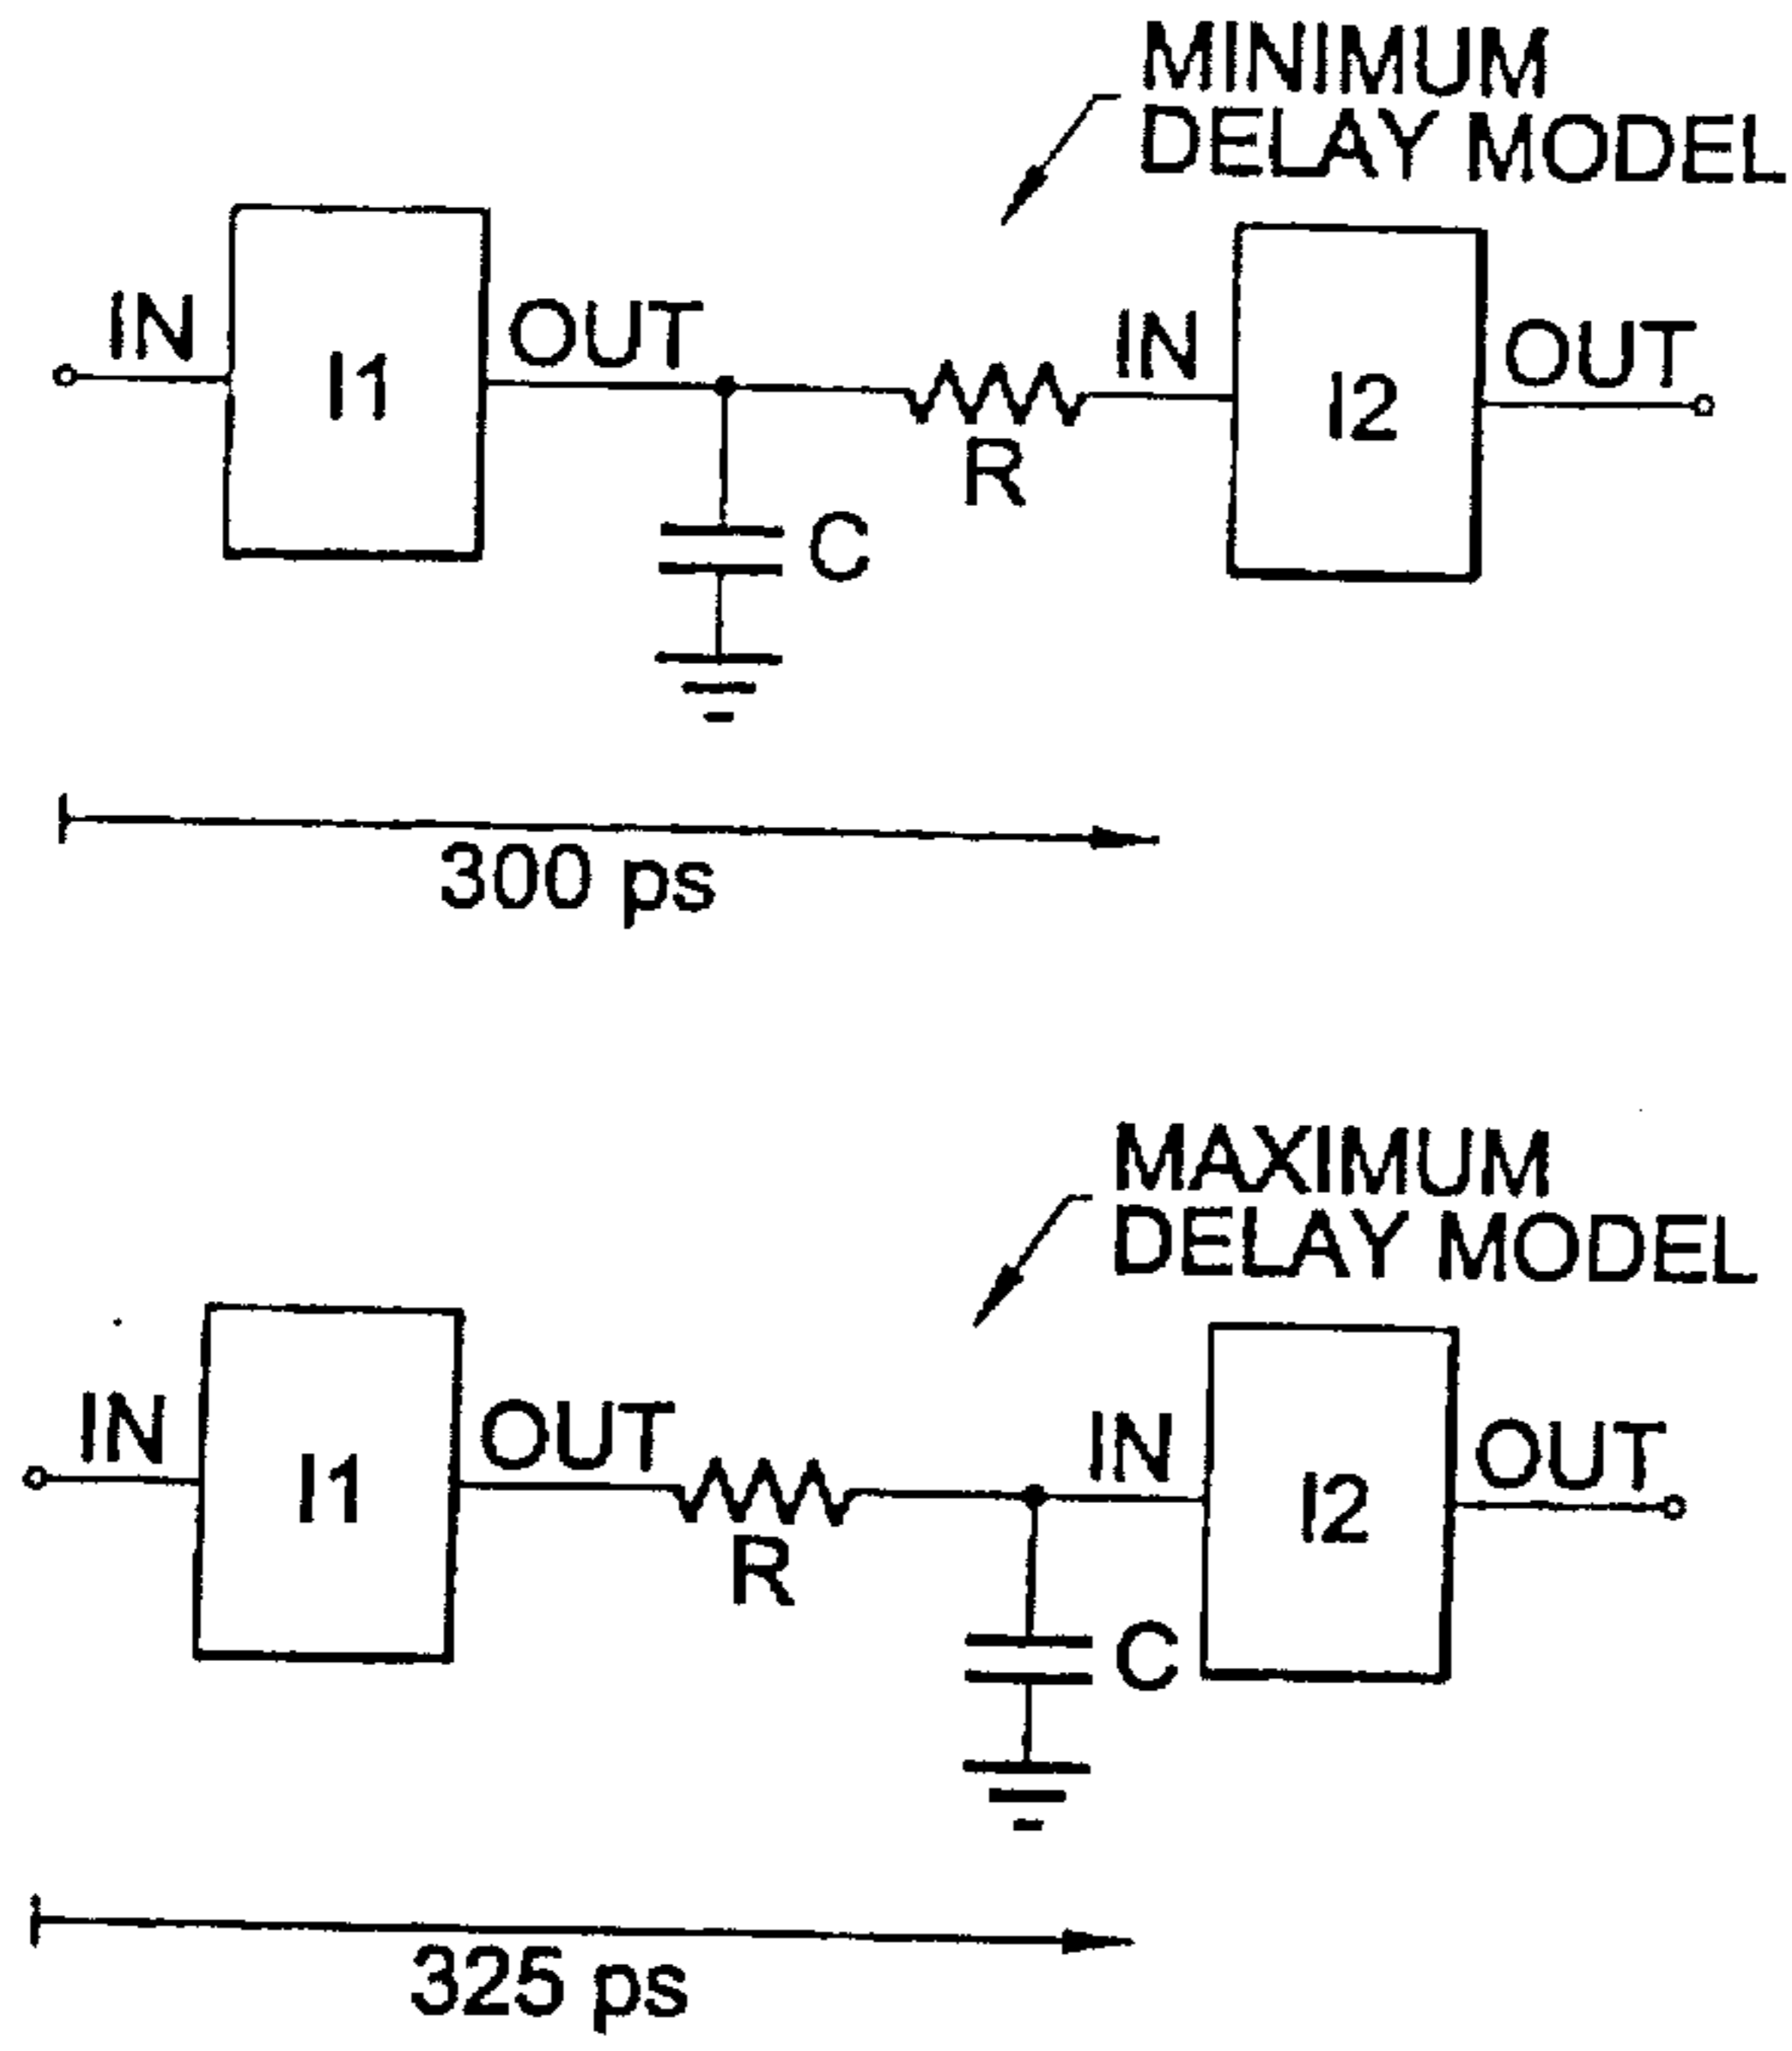 MINIMUM
DELAY MODEL
IN
I1
OUT
IN
I2
OUT
R
C
300 ps
MAXIMUM
DELAY MODEL
IN
I1
OUT
IN
I2
OUT
R
C
325 ps